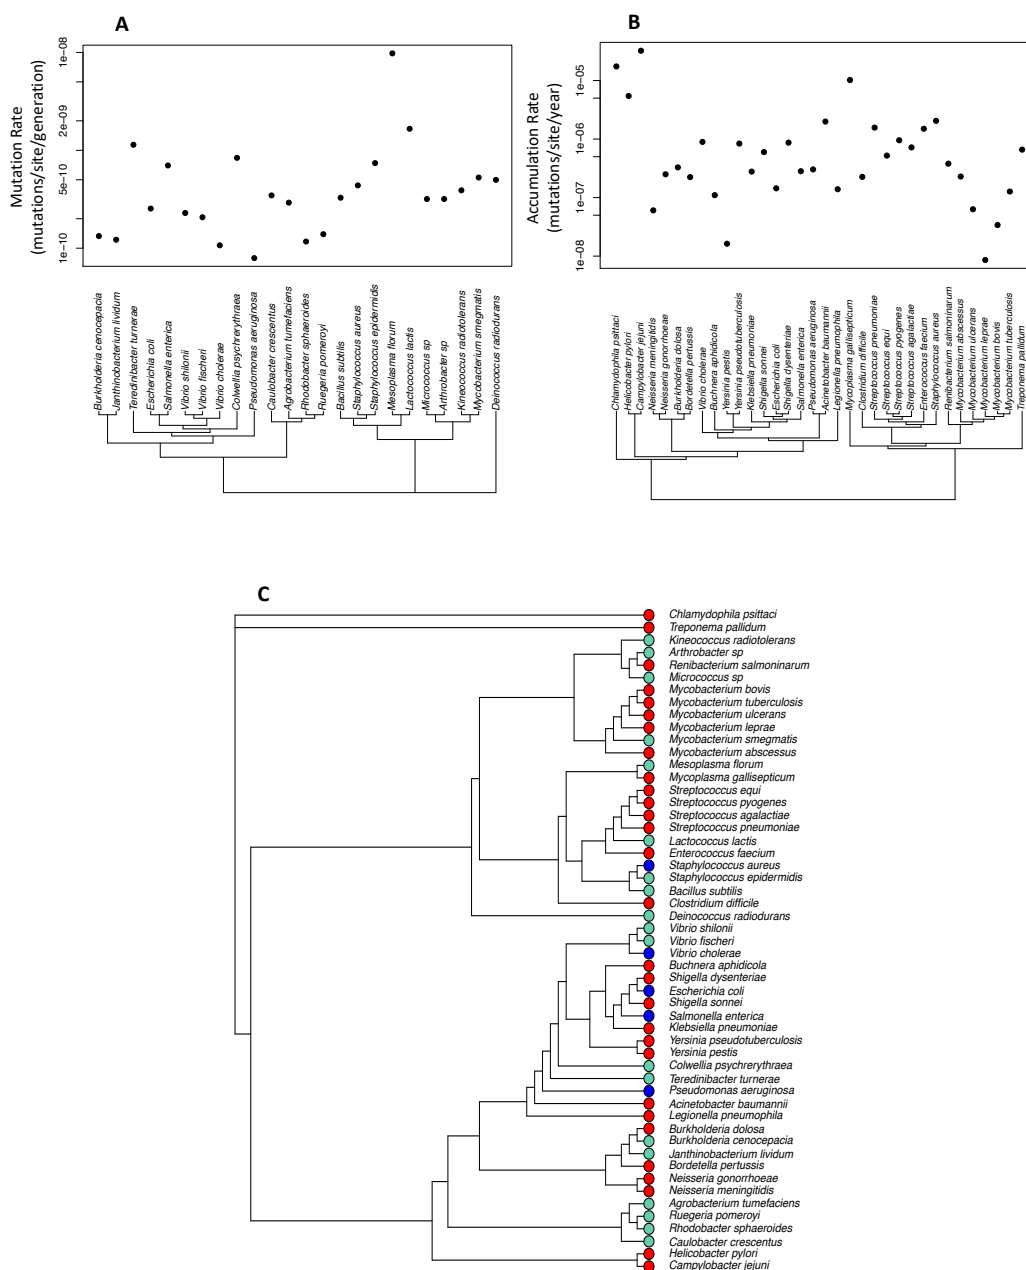 A
Mutation Rate
(mutations/site/generation)
1e−08
2e−09
5e−10
1e−10
Burkholderia cenocepacia
Janthinobacterium lividum
Teredinibacter turnerae
Escherichia coli
Salmonella enterica
Vibrio shilonii
Vibrio fischeri
Vibrio cholerae
Colwellia psychrerythraea
Pseudomonas aeruginosa
Caulobacter crescentus
Agrobacterium tumefaciens
Rhodobacter sphaeroides
Ruegeria pomeroyi
Bacillus subtilis
Staphylococcus aureus
Staphylococcus epidermidis
Mesoplasma florum
Lactococcus lactis
Micrococcus sp
Arthrobacter sp
Kineococcus radiotolerans
Mycobacterium smegmatis
Deinococcus radiodurans
B
Accumulation Rate
(mutations/site/year)
1e−05
1e−06
1e−07
1e−08
Chlamydophila psittaci
Helicobacter pylori
Campylobacter jejuni
Neisseria meningitidis
Neisseria gonorrhoeae
Burkholderia dolosa
Bordetella pertussis
Vibrio cholerae
Buchnera aphidicola
Yersinia pestis
Yersinia pseudotuberculosis
Klebsiella pneumoniae
Shigella sonnei
Escherichia coli
Shigella dysenteriae
Salmonella enterica
Pseudomonas aeruginosa
Acinetobacter baumannii
Legionella pneumophila
Mycoplasma gallisepticum
Clostridium difficile
Streptococcus pneumoniae
Streptococcus equi
Streptococcus pyogenes
Streptococcus agalactiae
Enterococcus faecium
Staphylococcus aureus
Renibacterium salmoninarum
Mycobacterium abscessus
Mycobacterium ulcerans
Mycobacterium leprae
Mycobacterium bovis
Mycobacterium tuberculosis
Treponema pallidum
C
Chlamydophila psittaci
Treponema pallidum
Kineococcus radiotolerans
Arthrobacter sp
Renibacterium salmoninarum
Micrococcus sp
Mycobacterium bovis
Mycobacterium tuberculosis
Mycobacterium ulcerans
Mycobacterium leprae
Mycobacterium smegmatis
Mycobacterium abscessus
Mesoplasma florum
Mycoplasma gallisepticum
Streptococcus equi
Streptococcus pyogenes
Streptococcus agalactiae
Streptococcus pneumoniae
Lactococcus lactis
Enterococcus faecium
Staphylococcus aureus
Staphylococcus epidermidis
Bacillus subtilis
Clostridium difficile
Deinococcus radiodurans
Vibrio shilonii
Vibrio fischeri
Vibrio cholerae
Buchnera aphidicola
Shigella dysenteriae
Escherichia coli
Shigella sonnei
Salmonella enterica
Klebsiella pneumoniae
Yersinia pseudotuberculosis
Yersinia pestis
Colwellia psychrerythraea
Teredinibacter turnerae
Pseudomonas aeruginosa
Acinetobacter baumannii
Legionella pneumophila
Burkholderia dolosa
Burkholderia cenocepacia
Janthinobacterium lividum
Bordetella pertussis
Neisseria gonorrhoeae
Neisseria meningitidis
Agrobacterium tumefaciens
Ruegeria pomeroyi
Rhodobacter sphaeroides
Caulobacter crescentus
Helicobacter pylori
Campylobacter jejuni